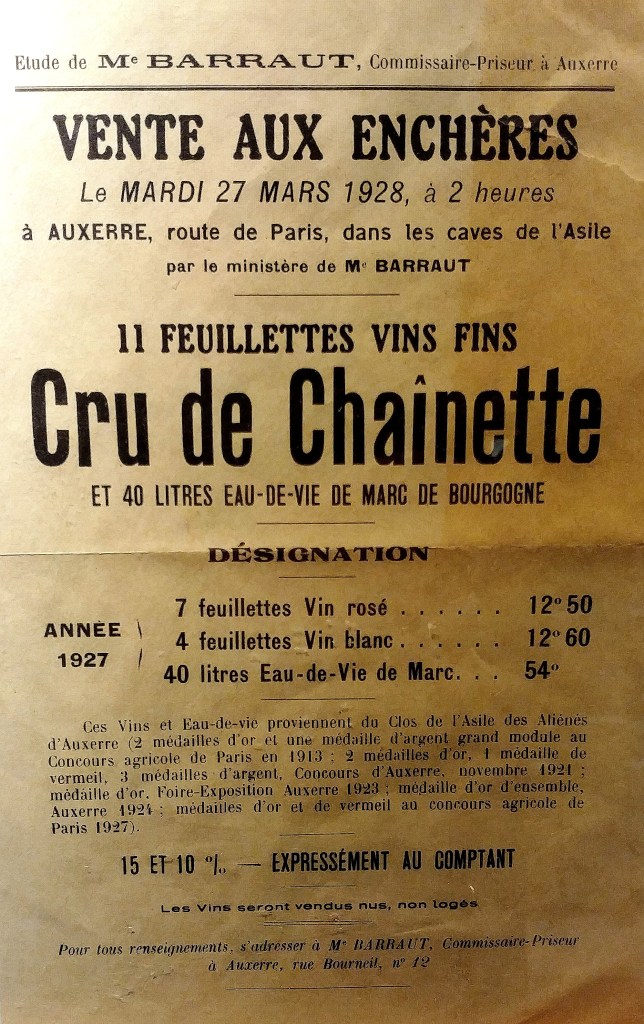 Etude de Me BARRAUT, Commissaire-Priseur à Auxerre
VENTE AUX ENCHÈRES
Le MARDI 27 MARS 1928, à 2 heures
à AUXERRE, route de Paris, dans les caves de l'Asile
par le ministère de Me BARRAUT
11 FEUILLETTES VINS FINS
Cru de Chaînette
ET 40 LITRES EAU-DE-VIE DE MARC DE BOURGOGNE
DÉSIGNATION
ANNÉE 1927
7 feuillettes Vin rosé . . . . . . 12° 50
4 feuillettes Vin blanc . . . . . . 12° 60
40 litres Eau-de-Vie de Marc. . . 54°
Ces Vins et Eau-de-vie proviennent du Clos de l'Asile des Aliénés
d'Auxerre (2 médailles d'or et une médaille d'argent grand module au
Concours agricole de Paris en 1913 ; 2 médailles d'or, 1 médaille de
vermeil, 3 médailles d'argent, Concours d'Auxerre, novembre 1921 ;
médaille d'or, Foire-Exposition Auxerre 1923 ; médaille d'or d'ensemble,
Auxerre 1924 ; médailles d'or et de vermeil au concours agricole de
Paris 1927).
15 ET 10 % — EXPRESSÉMENT AU COMPTANT
Les Vins seront vendus nus, non logés
Pour tous renseignements, s'adresser à Me BARRAUT, Commissaire-Priseur
à Auxerre, rue Bourneil, n° 12